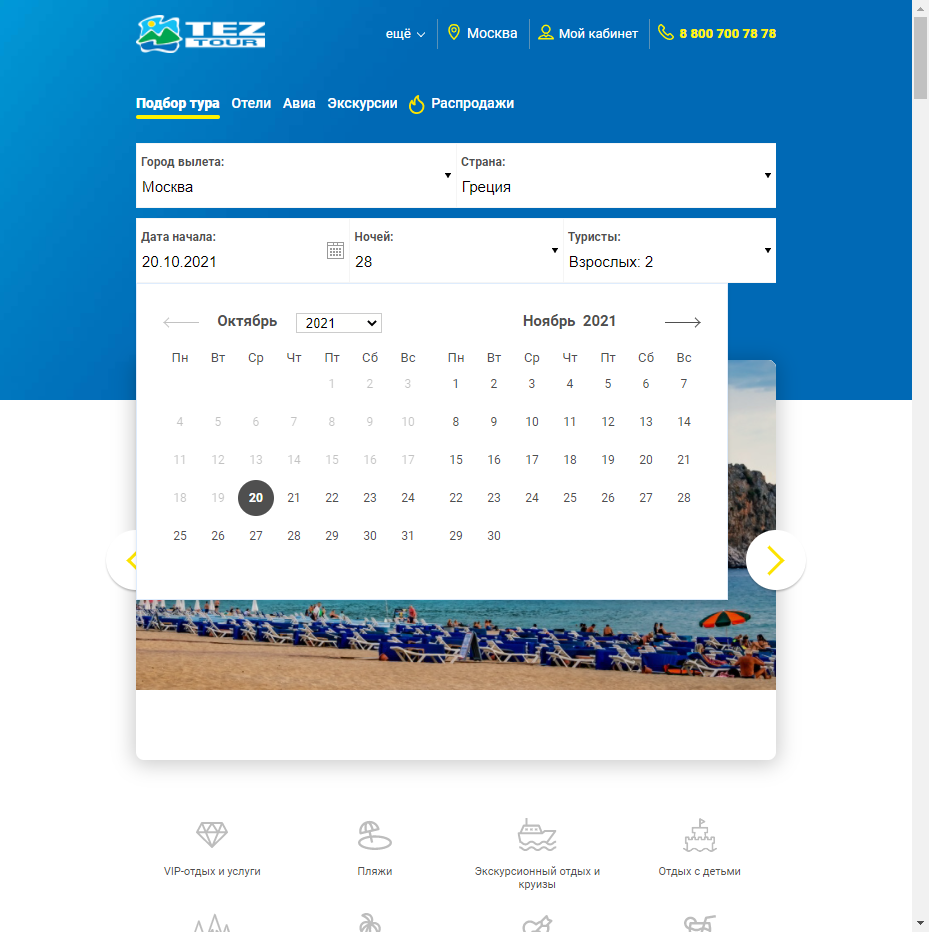 TEZ TOUR
ещё
Москва
Мой кабинет
8 800 700 78 78
Подбор тура
Отели
Авиа
Экскурсии
Распродажи
Город вылета:
Москва
Страна:
Греция
Дата начала:
20.10.2021
Ночей:
28
Туристы:
Взрослых: 2
Октябрь 2021
Пн Вт Ср Чт Пт Сб Вс
1 2 3
4 5 6 7 8 9 10
11 12 13 14 15 16 17
18 19 20 21 22 23 24
25 26 27 28 29 30 31
Ноябрь 2021
Пн Вт Ср Чт Пт Сб Вс
1 2 3 4 5 6 7
8 9 10 11 12 13 14
15 16 17 18 19 20 21
22 23 24 25 26 27 28
29 30
VIP-отдых и услуги
Пляжи
Экскурсионный отдых и
круизы
Отдых с детьми